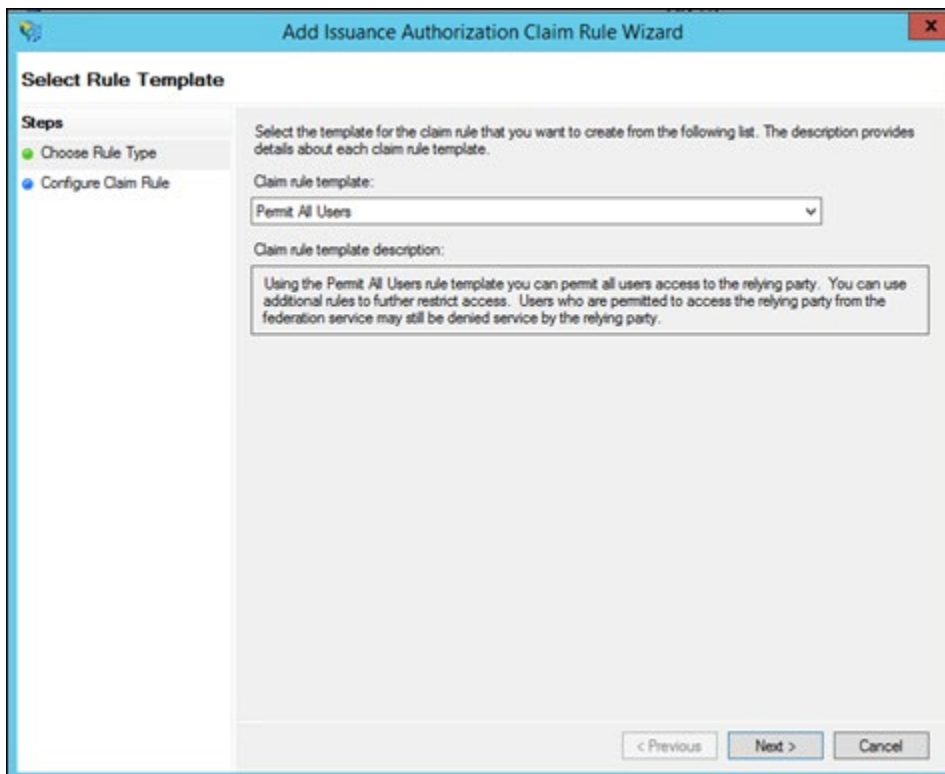 Add Issuance Authorization Claim Rule Wizard
x
Select Rule Template
Steps
Choose Rule Type
Configure Claim Rule
Select the template for the claim rule that you want to create from the following list. The description provides
details about each claim rule template.
Claim rule template:
Permit All Users
Claim rule template description:
Using the Permit All Users rule template you can permit all users access to the relying party. You can use
additional rules to further restrict access. Users who are permitted to access the relying party from the
federation service may still be denied service by the relying party.
< Previous
Next >
Cancel